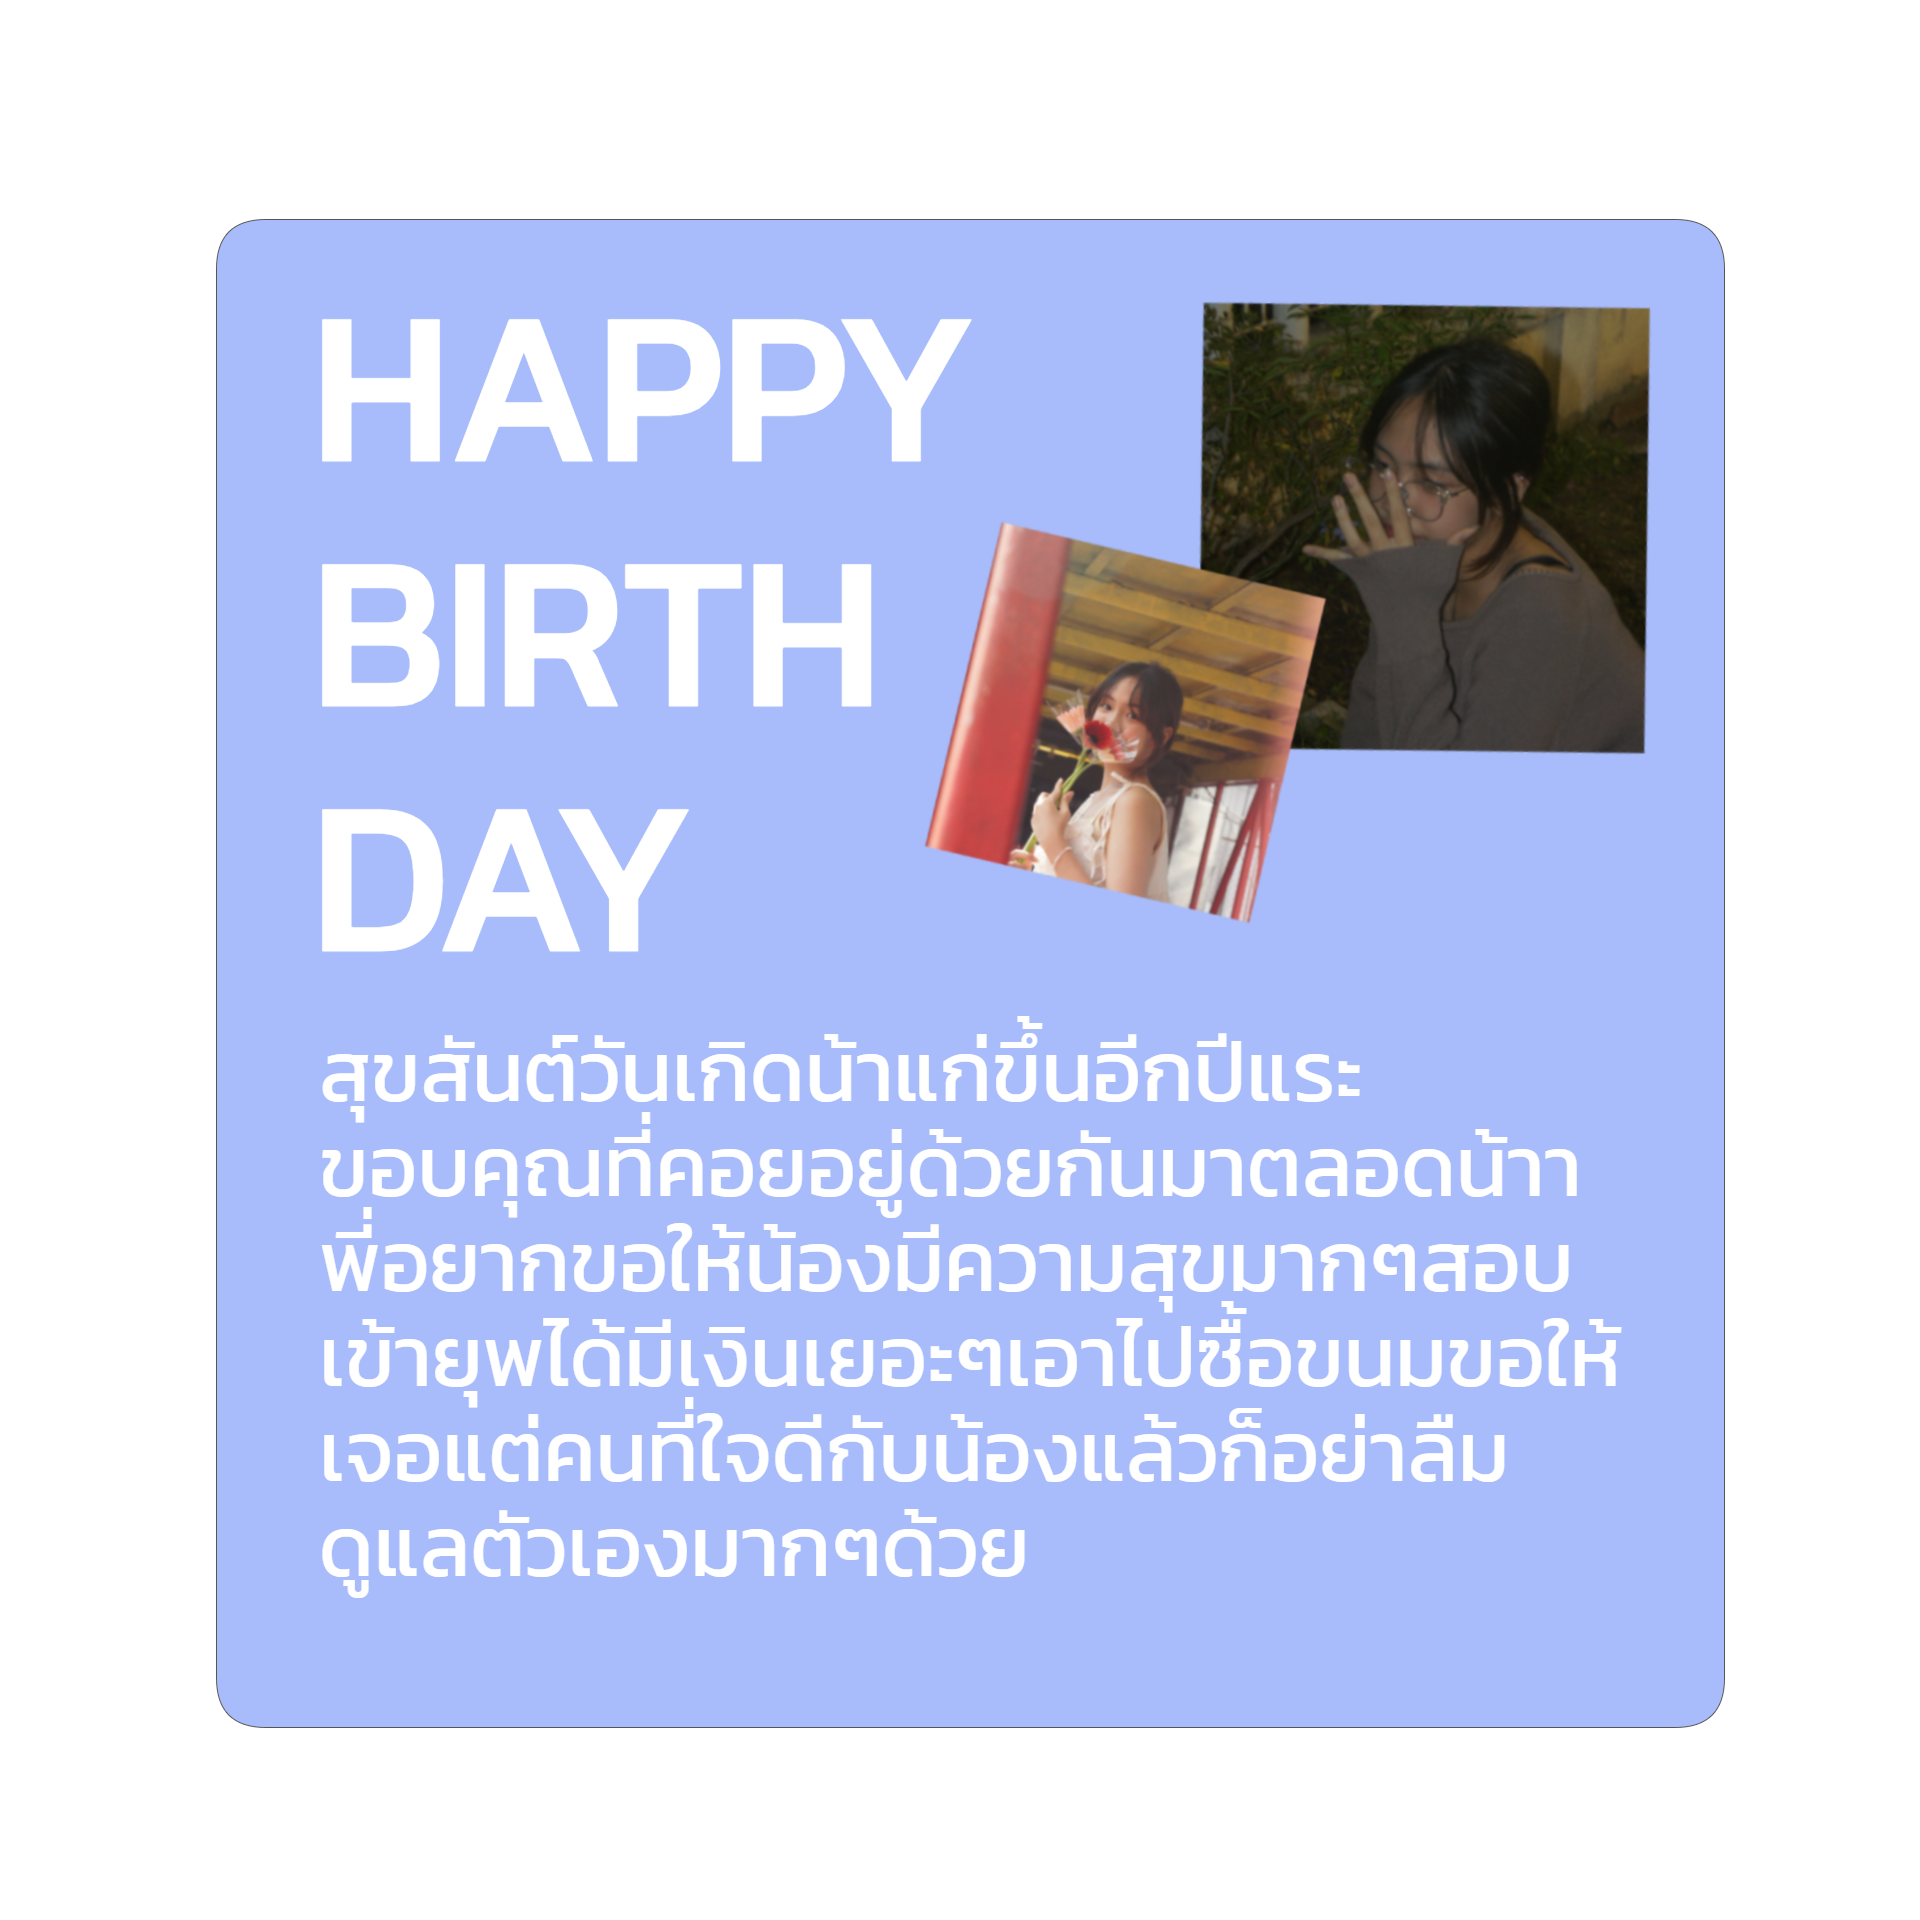 HAPPY
BIRTH
DAY
สุขสันต์วันเกิดน้าแก่ขึ้นอีกปีแระ
ขอบคุณที่คอยอยู่ด้วยกันมาตลอดน้าา
พี่อยากขอให้น้องมีความสุขมากๆสอบ
เข้ายุพได้มีเงินเยอะๆเอาไปซื้อขนมขอให้
เจอแต่คนที่ใจดีกับน้องแล้วก็อย่าลืม
ดูแลตัวเองมากๆด้วย